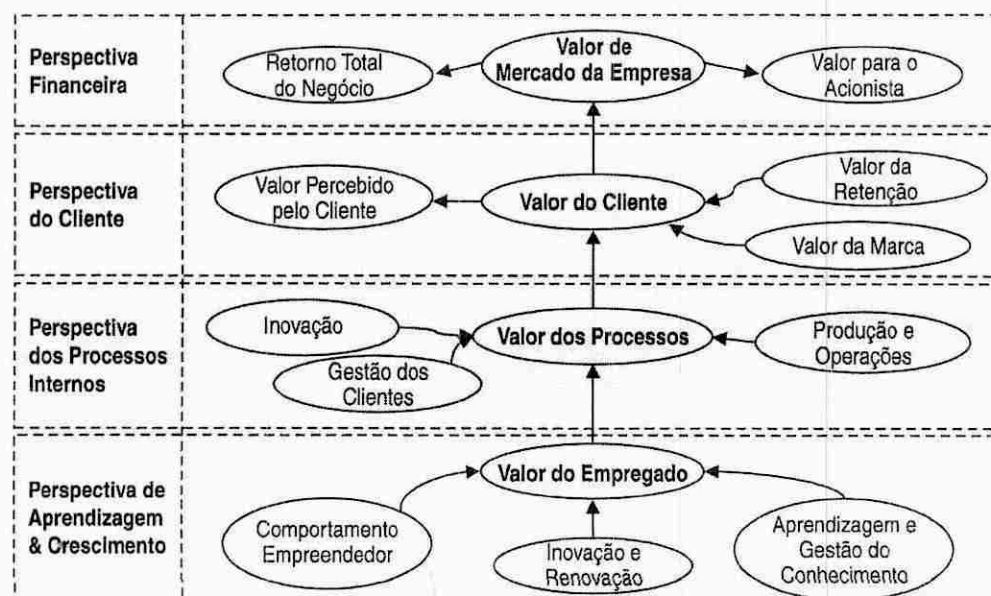 Perspectiva
Financeira
Retorno Total
do Negócio
Valor de
Mercado da Empresa
Valor para o
Acionista
Perspectiva
do Cliente
Valor Percebido
pelo Cliente
Valor do Cliente
Valor da
Retenção
Valor da Marca
Perspectiva
dos Processos
Internos
Inovação
Gestão dos
Clientes
Valor dos Processos
Produção e
Operações
Perspectiva de
Aprendizagem
& Crescimento
Valor do Empregado
Comportamento
Empreendedor
Inovação e
Renovação
Aprendizagem e
Gestão do
Conhecimento